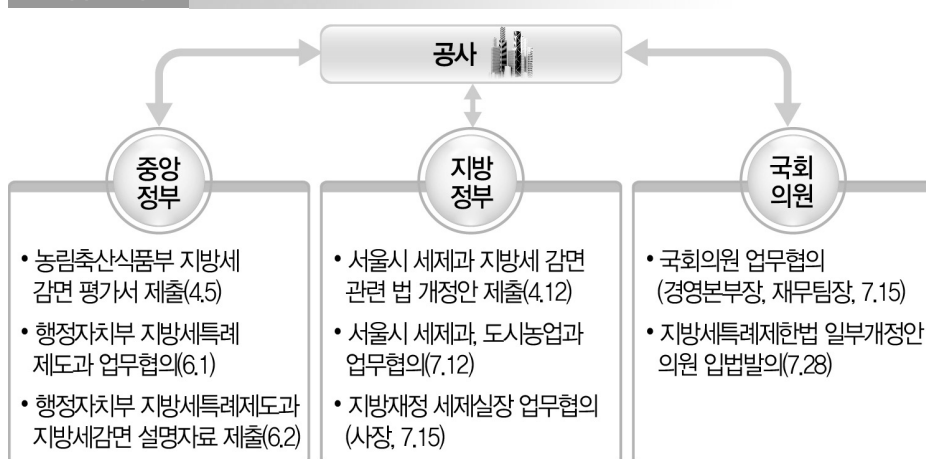 공사
중앙
정부
• 농림축산식품부 지방세
감면 평가서 제출(4.5)
• 행정자치부 지방세특례
제도과 업무협의(6.1)
• 행정자치부 지방세특례제도과
지방세감면 설명자료 제출(6.2)
지방
정부
• 서울시 세제과 지방세 감면
관련 법 개정안 제출(4.12)
• 서울시 세제과, 도시농업과
업무협의(7.12)
• 지방재정 세제실장 업무협의
(사장, 7.15)
국회
의원
• 국회의원 업무협의
(경영본부장, 재무팀장, 7.15)
• 지방세특례제한법 일부개정안
의원 입법발의(7.28)